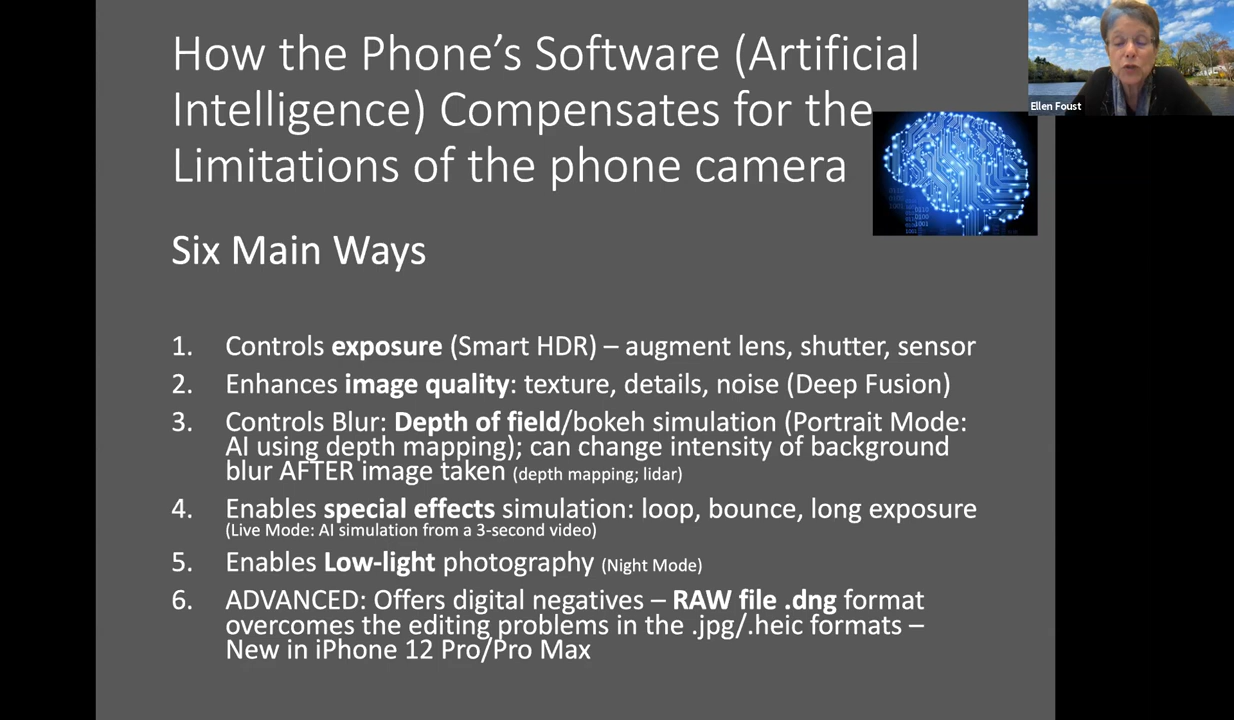 How the Phone's Software (Artificial
Intelligence) Compensates for the
Limitations of the phone camera
Ellen Foust
Six Main Ways
1. Controls exposure (Smart HDR) – augment lens, shutter, sensor
2. Enhances image quality: texture, details, noise (Deep Fusion)
3. Controls Blur: Depth of field/bokeh simulation (Portrait Mode:
AI using depth mapping); can change intensity of background
blur AFTER image taken (depth mapping; lidar)
4. Enables special effects simulation: loop, bounce, long exposure
(Live Mode: AI simulation from a 3-second video)
5. Enables Low-light photography (Night Mode)
6. ADVANCED: Offers digital negatives – RAW file .dng format
overcomes the editing problems in the .jpg/.heic formats –
New in iPhone 12 Pro/Pro Max